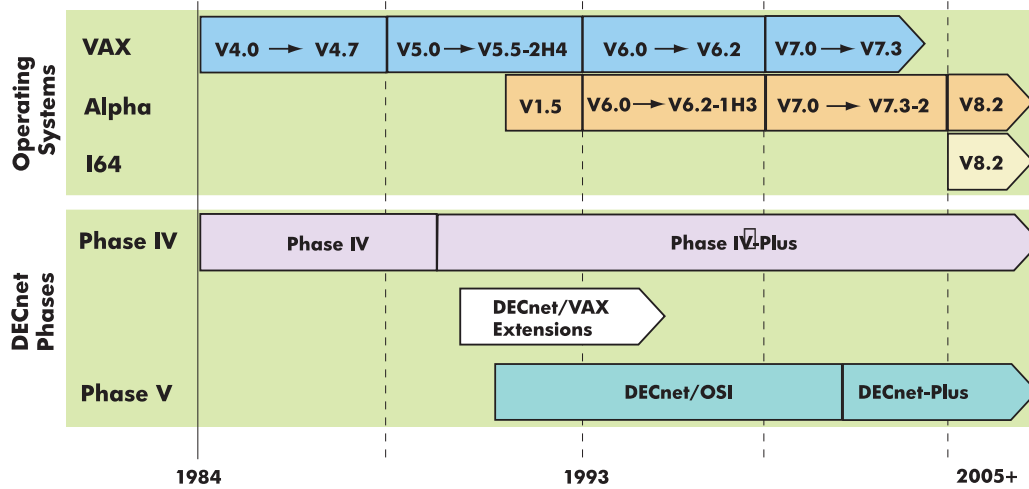 Operating
Systems
VAX
V4.0 → V4.7
V5.0 → V5.5-2H4
V6.0 → V6.2
V7.0 → V7.3
Alpha
V1.5
V6.0 → V6.2-1H3
V7.0 → V7.3-2
V8.2
I64
V8.2
DECnet
Phases
Phase IV
Phase IV
Phase IV-Plus
DECnet/VAX
Extensions
Phase V
DECnet/OSI
DECnet-Plus
1984
1993
2005+